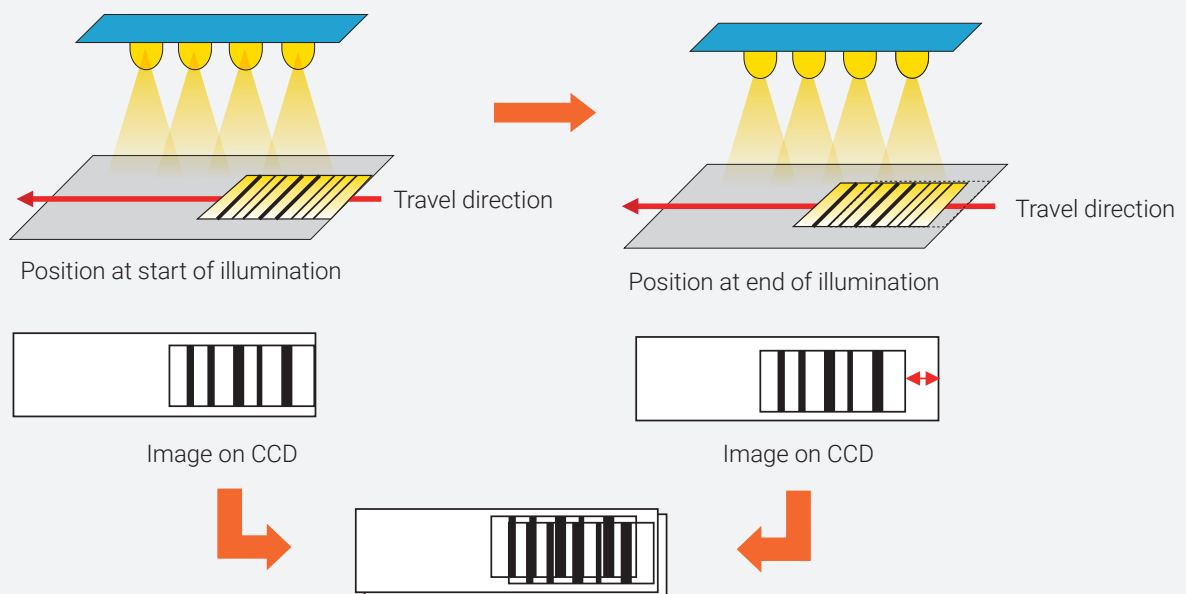 Travel direction
Travel direction
Position at start of illumination
Position at end of illumination
Image on CCD
Image on CCD